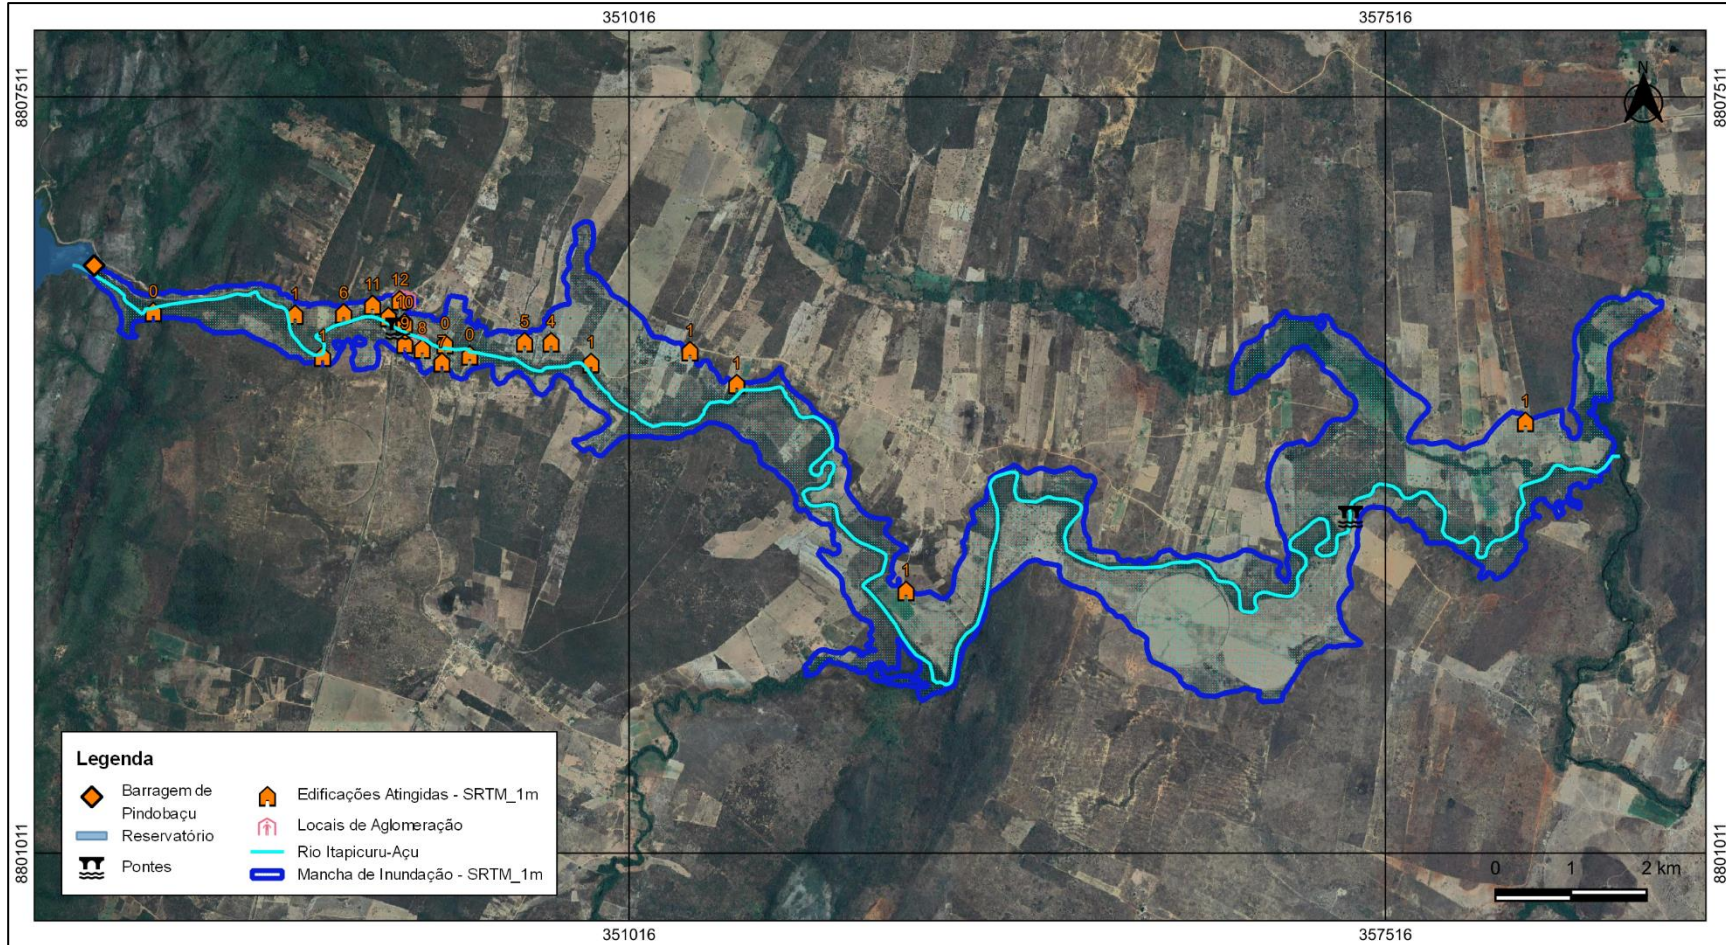 351016
357516
8807511
8807511
N
0
1
6
11
12
10
9
8
0
7
0
5
4
1
1
1
1
1
1
Legenda
Barragem de
Pindobaçu
Reservatório
Pontes
Edificações Atingidas - SRTM_1m
Locais de Aglomeração
Rio Itapicuru-Açu
Mancha de Inundação - SRTM_1m
8801011
8801011
0 1 2 km
351016
357516